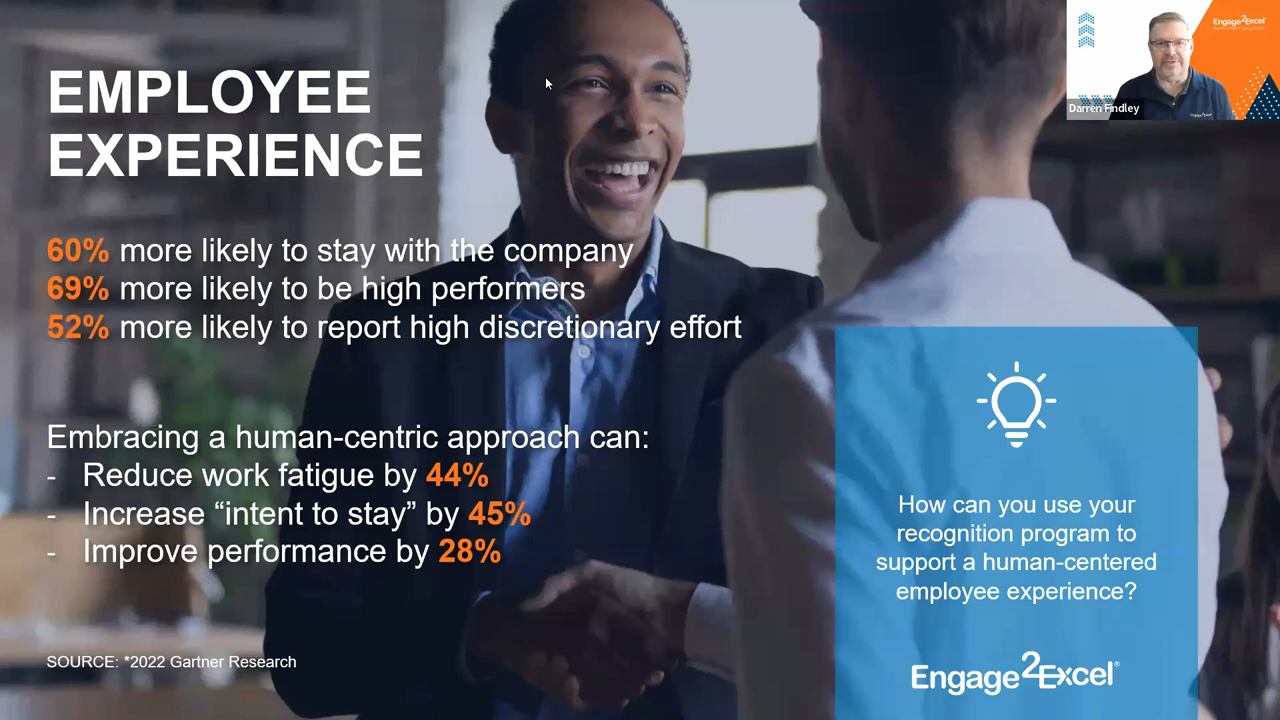 EMPLOYEE
EXPERIENCE
60% more likely to stay with the company
69% more likely to be high performers
52% more likely to report high discretionary effort
Embracing a human-centric approach can:
- Reduce work fatigue by 44%
- Increase “intent to stay” by 45%
- Improve performance by 28%
SOURCE: *2022 Gartner Research
Engage2Excel
Darren Findley
How can you use your
recognition program to
support a human-centered
employee experience?
Engage2Excel®